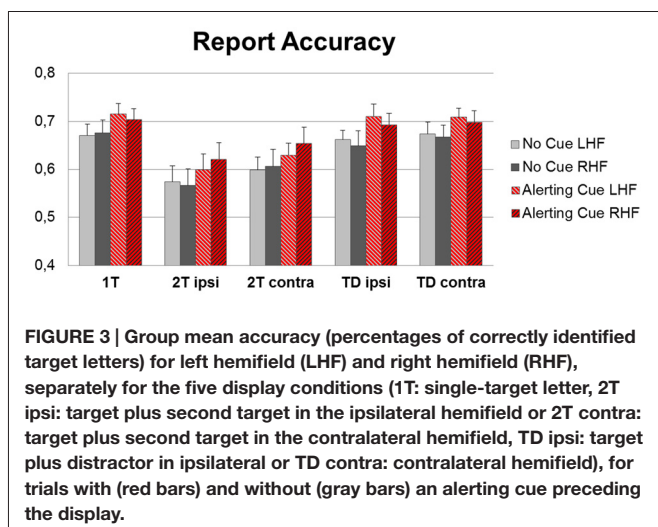 Report Accuracy
0,8
0,7
0,6
0,5
0,4
1T 2T ipsi 2T contra TD ipsi TD contra
No Cue LHF
No Cue RHF
Alerting Cue LHF
Alerting Cue RHF
FIGURE 3 | Group mean accuracy (percentages of correctly identified
target letters) for left hemifield (LHF) and right hemifield (RHF),
separately for the five display conditions (1T: single-target letter, 2T
ipsi: target plus second target in the ipsilateral hemifield or 2T contra:
target plus second target in the contralateral hemifield, TD ipsi: target
plus distractor in ipsilateral or TD contra: contralateral hemifield), for
trials with (red bars) and without (gray bars) an alerting cue preceding
the display.